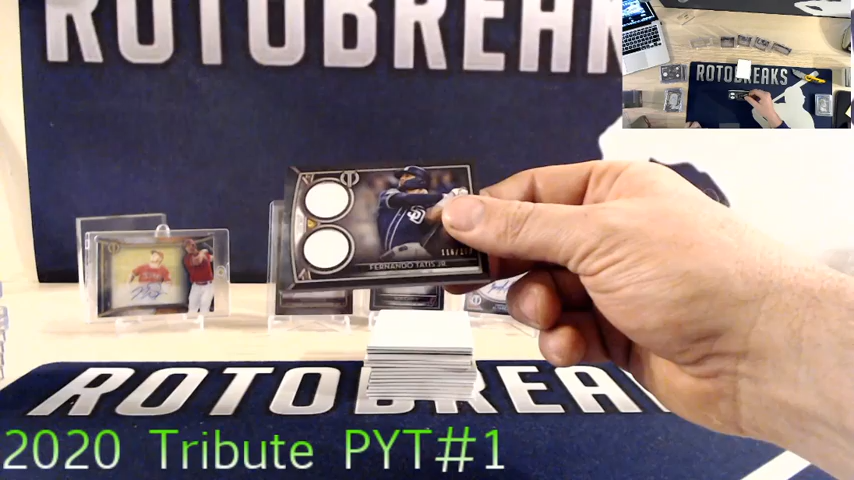 ROTOBREAK
ROTOBREAKS
FERNANDO TATIS JR.
ROTOBREAK
2020 Tribute PYT#1